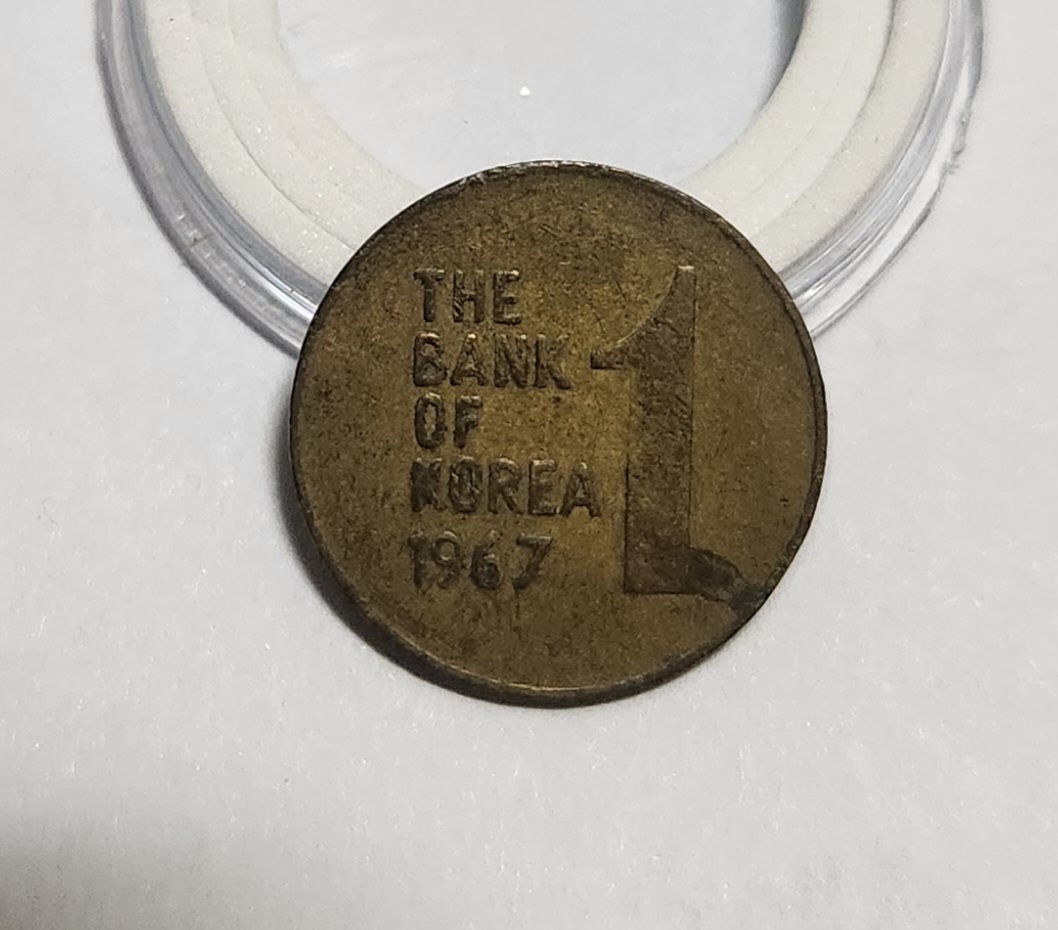 THE
BANK
OF
KOREA
1967
1